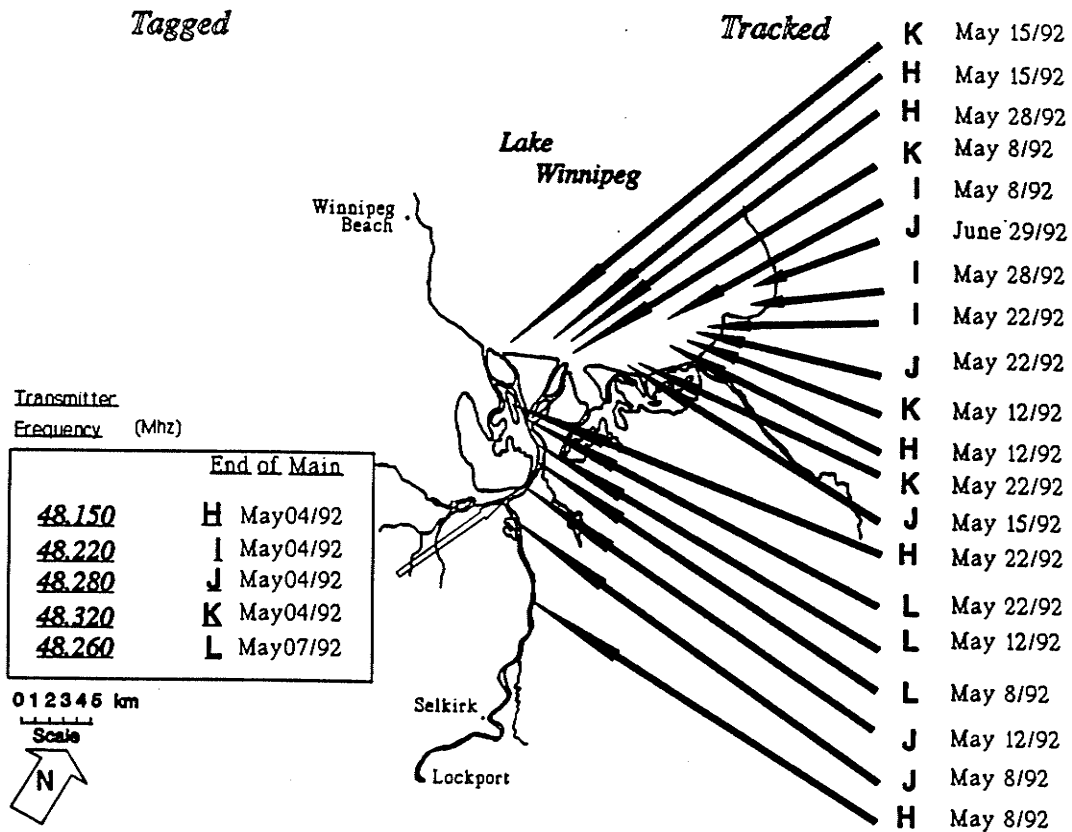 Tagged
Tracked
K May 15/92
H May 15/92
H May 28/92
K May 8/92
I May 8/92
J June 29/92
I May 28/92
I May 22/92
J May 22/92
K May 12/92
H May 12/92
K May 22/92
J May 15/92
H May 22/92
L May 22/92
L May 12/92
L May 8/92
J May 12/92
J May 8/92
H May 8/92
Lake
Winnipeg
Winnipeg
Beach
Transmitter
Frequency (Mhz)
End of Main
48.150 H May04/92
48.220 I May04/92
48.280 J May04/92
48.320 K May04/92
48.260 L May07/92
0 1 2 3 4 5 km
Scale
N
Selkirk
Lockport